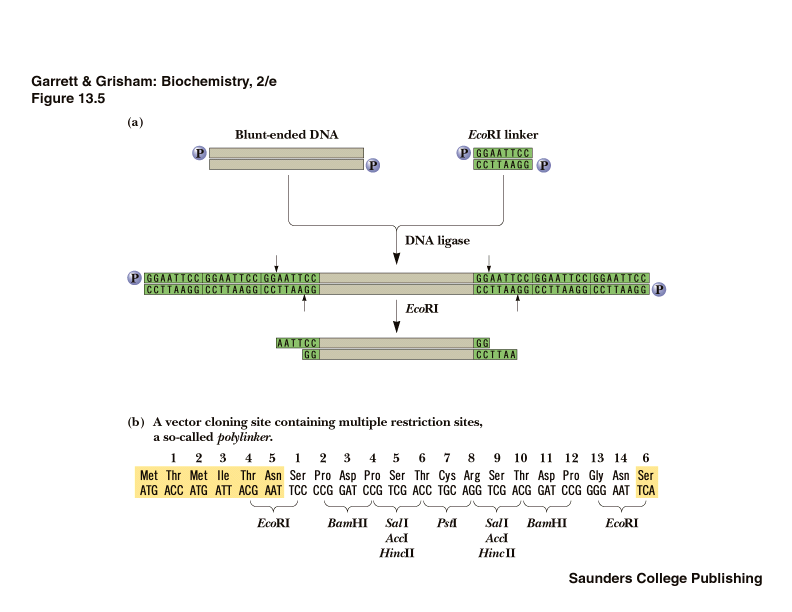 Garrett & Grisham: Biochemistry, 2/e
Figure 13.5
(a)
Blunt-ended DNA
EcoRI linker
P
P
P GGAATTCC
CCTTAAGG P
DNA ligase
P GGAATTCC GGAATTCC GGAATTCC GGAATTCC GGAATTCC GGAATTCC
CCTTAAGG CCTTAAGG CCTTAAGG CCTTAAGG CCTTAAGG CCTTAAGG P
EcoRI
AATTCC GG
GG CCTTAA
(b) A vector cloning site containing multiple restriction sites,
a so-called polylinker.
1 2 3 4 5 1 2 3 4 5 6 7 8 9 10 11 12 13 14 6
Met Thr Met Ile Thr Asn Ser Pro Asp Pro Ser Thr Cys Arg Ser Thr Asp Pro Gly Asn Ser
ATG ACC ATG ATT ACG AAT TCC CCG GAT CCG TCG ACC TGC AGG TCG ACG GAT CCG GGG AAT TCA
EcoRI BamHI SalI PstI SalI BamHI EcoRI
AccI AccI
HincII HincII
Saunders College Publishing